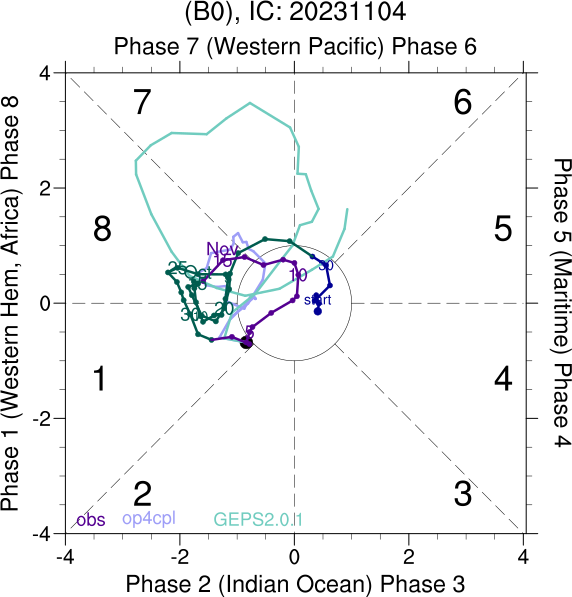 (B0), IC: 20231104
Phase 7 (Western Pacific) Phase 6
4
2
0
-2
-4
Phase 1 (Western Hem, Africa) Phase 8
7
6
8
5
1
4
2
3
Nov
15
25
10
30
start
20
30
5
obs
op4cpl
GEPS2.0.1
-4
-2
0
2
4
Phase 2 (Indian Ocean) Phase 3
Phase 5 (Maritime) Phase 4